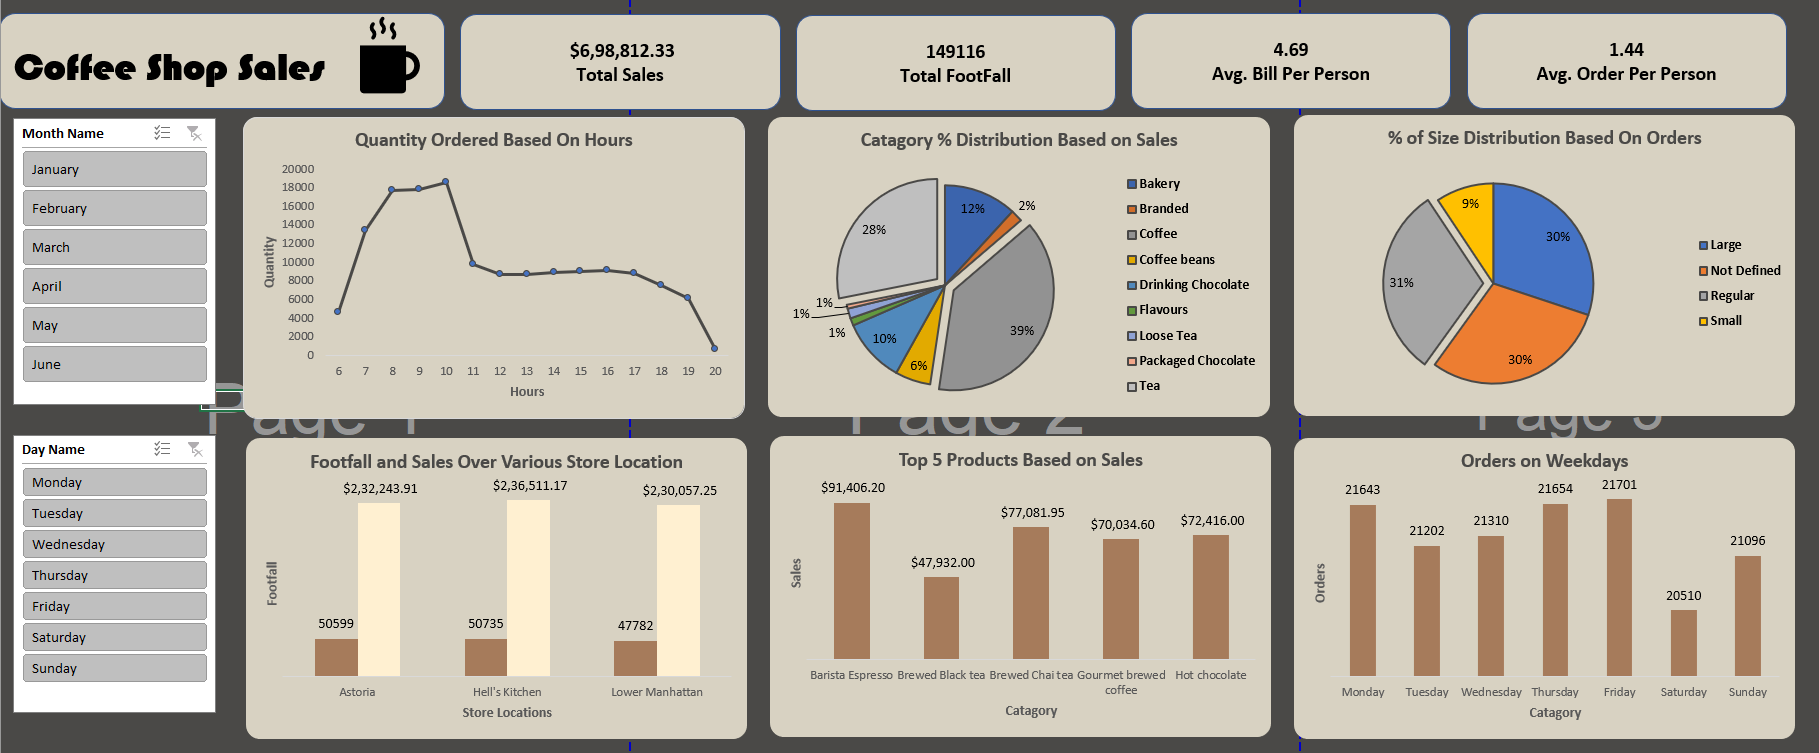 Coffee Shop Sales
$6,98,812.33
Total Sales
149116
Total FootFall
4.69
Avg. Bill Per Person
1.44
Avg. Order Per Person
Month Name
January
February
March
April
May
June
Day Name
Monday
Tuesday
Wednesday
Thursday
Friday
Saturday
Sunday
Quantity Ordered Based On Hours
Quantity
20000
18000
16000
14000
12000
10000
8000
6000
4000
2000
0
6 7 8 9 10 11 12 13 14 15 16 17 18 19 20
Hours
Catagory % Distribution Based on Sales
12%
2%
39%
6%
10%
1%
1%
1%
28%
Bakery
Branded
Coffee
Coffee beans
Drinking Chocolate
Flavours
Loose Tea
Packaged Chocolate
Tea
% of Size Distribution Based On Orders
30%
30%
31%
9%
Large
Not Defined
Regular
Small
Page 1
Page 2
Page 3
Footfall and Sales Over Various Store Location
Footfall
$2,32,243.91
$2,36,511.17
$2,30,057.25
50599
50735
47782
Astoria
Hell's Kitchen
Lower Manhattan
Store Locations
Top 5 Products Based on Sales
Sales
$91,406.20
$47,932.00
$77,081.95
$70,034.60
$72,416.00
Barista Espresso
Brewed Black tea
Brewed Chai tea
Gourmet brewed
coffee
Hot chocolate
Catagory
Orders on Weekdays
Orders
21643
21202
21310
21654
21701
20510
21096
Monday
Tuesday
Wednesday
Thursday
Friday
Saturday
Sunday
Catagory